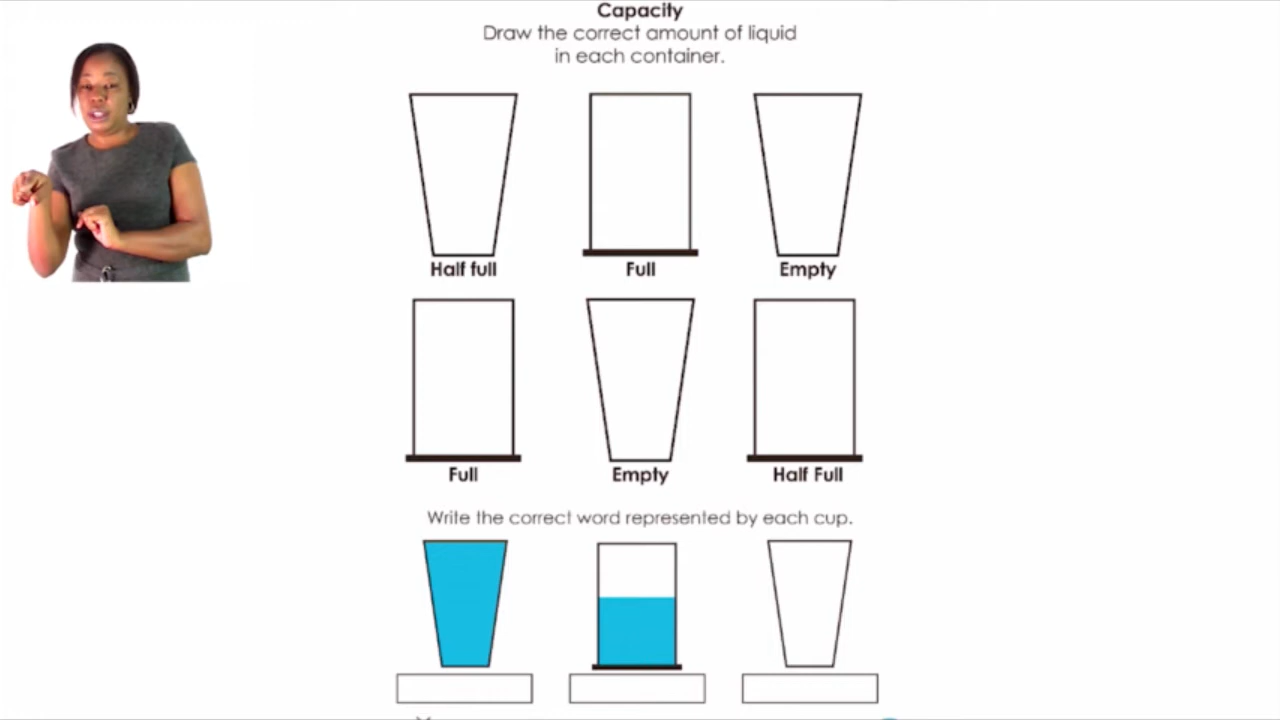 Capacity
Draw the correct amount of liquid
in each container.
Half full
Full
Empty
Full
Empty
Half Full
Write the correct word represented by each cup.